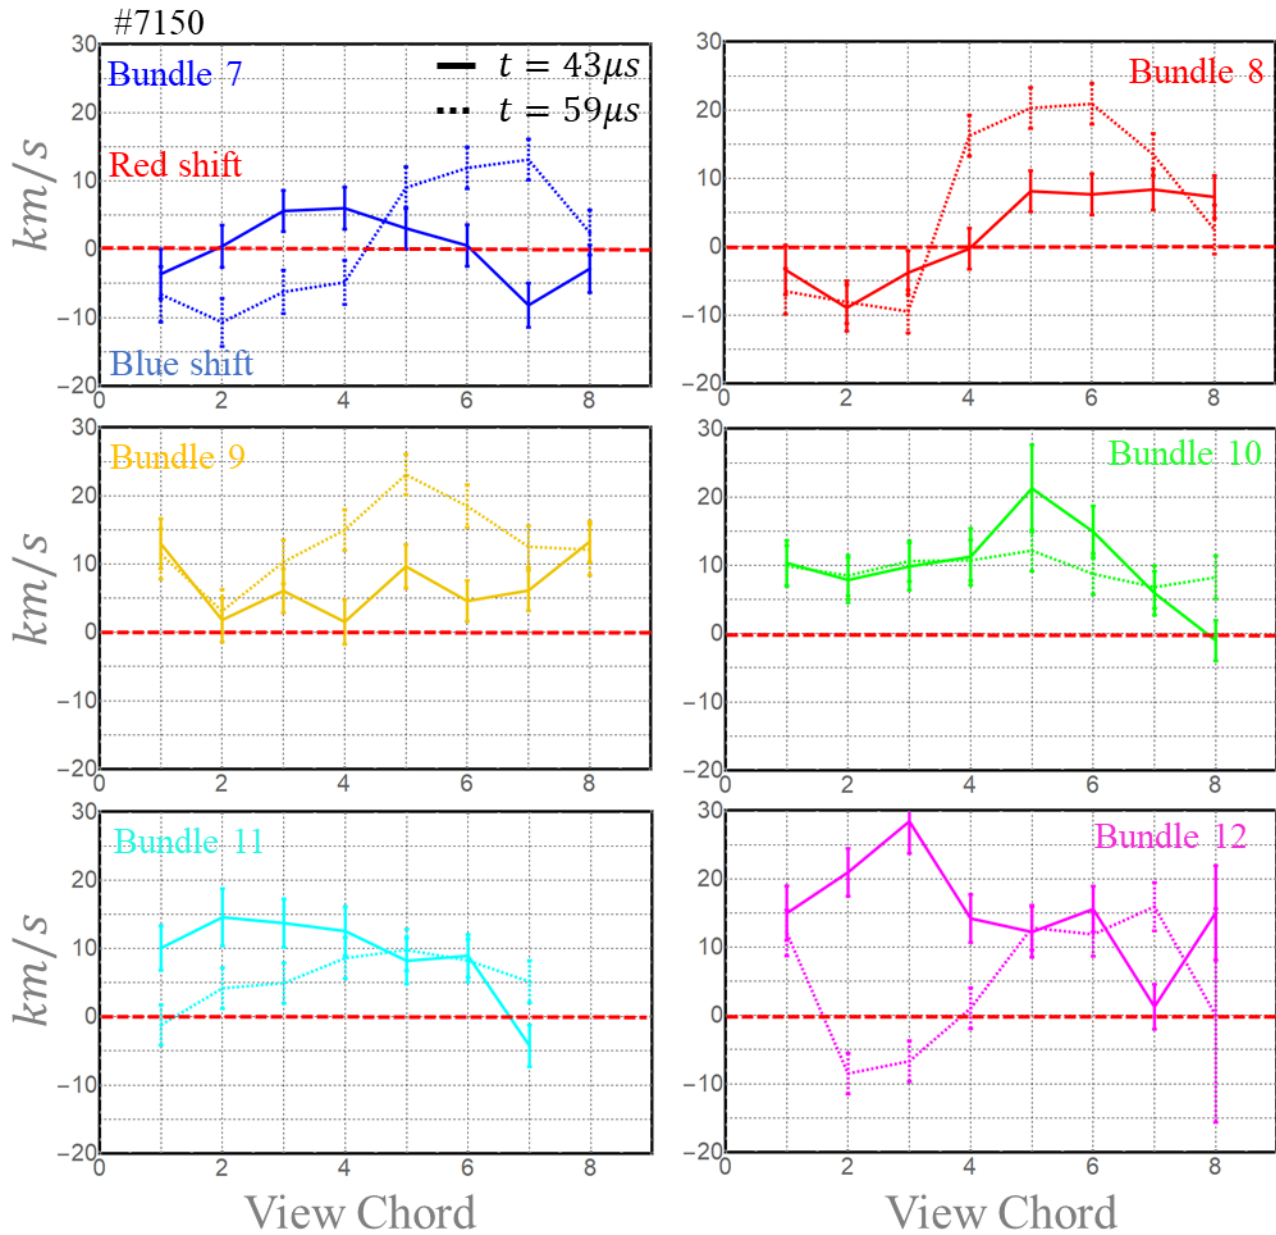 #7150
Bundle 7
t = 43μs
t = 59μs
Red shift
Blue shift
km/s
30
20
10
0
−10
−20
0 2 4 6 8
Bundle 8
30
20
10
0
−10
−20
0 2 4 6 8
Bundle 9
km/s
30
20
10
0
−10
−20
0 2 4 6 8
Bundle 10
30
20
10
0
−10
−20
0 2 4 6 8
Bundle 11
km/s
30
20
10
0
−10
−20
0 2 4 6 8
View Chord
Bundle 12
30
20
10
0
−10
−20
0 2 4 6 8
View Chord